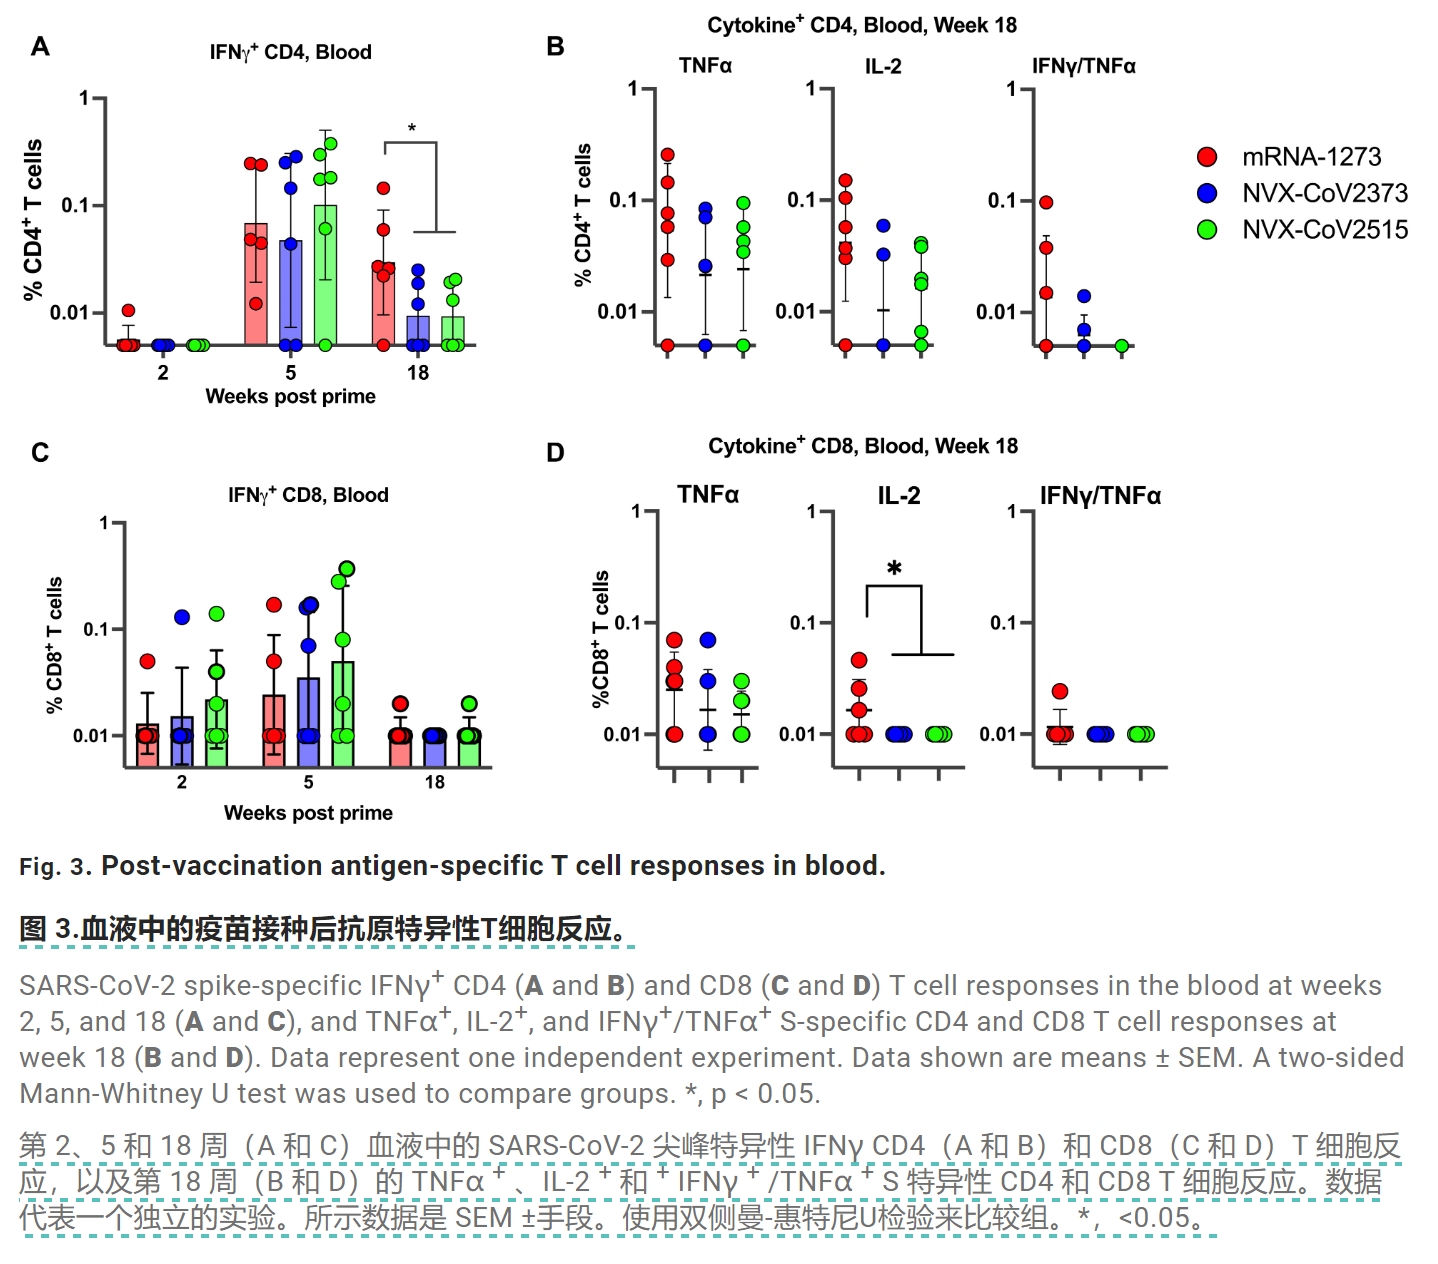 A
IFNγ+ CD4, Blood
% CD4+ T cells
1
0.1
0.01
*
2
5
18
Weeks post prime
B
Cytokine+ CD4, Blood, Week 18
TNFα
IL-2
IFNγ/TNFα
% CD4+ T cells
1
0.1
0.01
1
0.1
0.01
1
0.1
0.01
mRNA-1273
NVX-CoV2373
NVX-CoV2515
C
IFNγ+ CD8, Blood
% CD8+ T cells
1
0.1
0.01
2
5
18
Weeks post prime
D
Cytokine+ CD8, Blood, Week 18
TNFα
IL-2
IFNγ/TNFα
%CD8+ T cells
1
0.1
0.01
1
0.1
0.01
*
1
0.1
0.01
Fig. 3. Post-vaccination antigen-specific T cell responses in blood.
图 3.血液中的疫苗接种后抗原特异性T细胞反应。
SARS-CoV-2 spike-specific IFNγ+ CD4 (A and B) and CD8 (C and D) T cell responses in the blood at weeks
2, 5, and 18 (A and C), and TNFα+, IL-2+, and IFNγ+/TNFα+ S-specific CD4 and CD8 T cell responses at
week 18 (B and D). Data represent one independent experiment. Data shown are means ± SEM. A two-sided
Mann-Whitney U test was used to compare groups. *, p < 0.05.
第 2、5 和 18 周（A 和 C）血液中的 SARS-CoV-2 尖峰特异性 IFNγ CD4（A 和 B）和 CD8（C 和 D）T 细胞反
应，以及第 18 周（B 和 D）的 TNFα + 、IL-2 + 和 + IFNγ + /TNFα + S 特异性 CD4 和 CD8 T 细胞反应。数据
代表一个独立的实验。所示数据是 SEM ±手段。使用双侧曼-惠特尼U检验来比较组。*，<0.05。